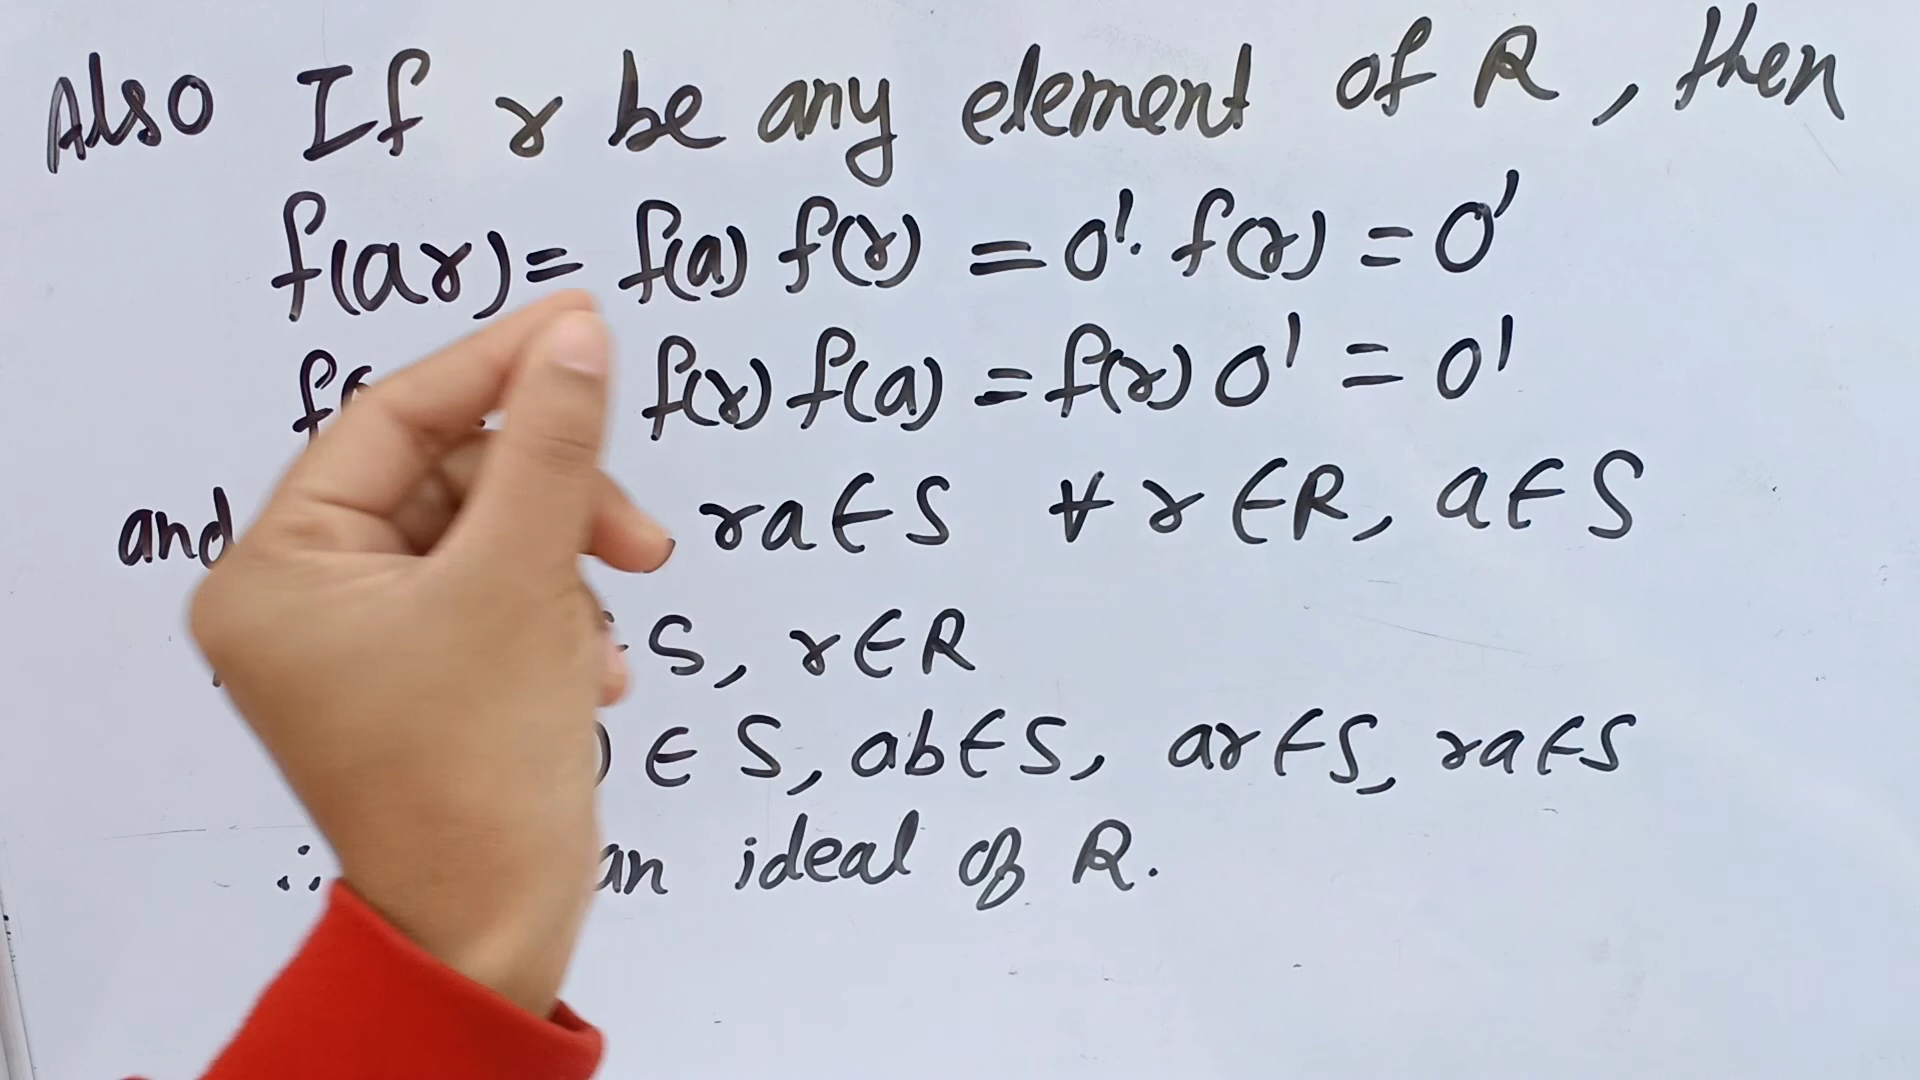 Also If r be any element of R, then
f(ar) = f(a) f(r) = 0'. f(r) = 0'
f( f(r) f(a) = f(r) 0' = 0'
and ra ∈ S ∀ r ∈ R, a ∈ S
S, r ∈ R
∈ S, ab ∈ S, ar ∈ S, ra ∈ S
∴ an ideal of R.